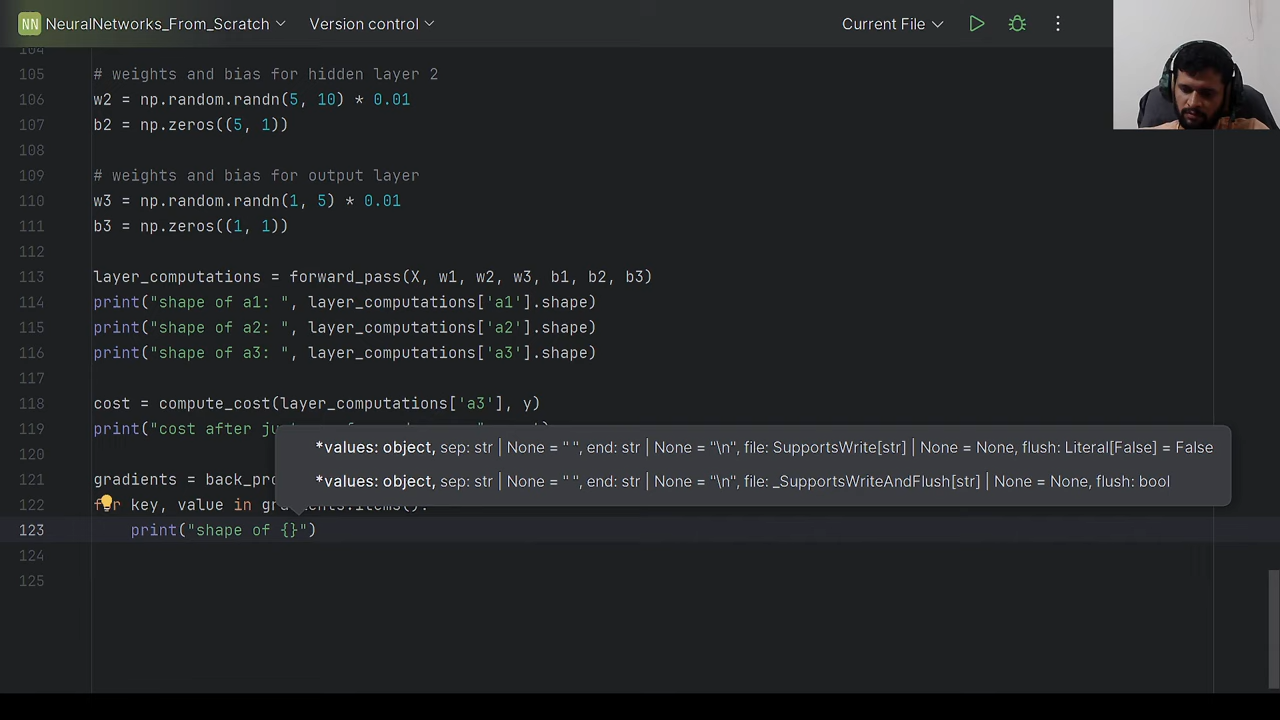 NN NeuralNetworks_From_Scratch Version control Current File
104
105 # weights and bias for hidden layer 2
106 w2 = np.random.randn(5, 10) * 0.01
107 b2 = np.zeros((5, 1))
108
109 # weights and bias for output layer
110 w3 = np.random.randn(1, 5) * 0.01
111 b3 = np.zeros((1, 1))
112
113 layer_computations = forward_pass(X, w1, w2, w3, b1, b2, b3)
114 print("shape of a1: ", layer_computations['a1'].shape)
115 print("shape of a2: ", layer_computations['a2'].shape)
116 print("shape of a3: ", layer_computations['a3'].shape)
117
118 cost = compute_cost(layer_computations['a3'], y)
119 print("cost after
*values: object, sep: str | None = " ", end: str | None = "\n", file: SupportsWrite[str] | None = None, flush: Literal[False] = False
120
121 gradients =
*values: object, sep: str | None = " ", end: str | None = "\n", file: _SupportsWriteAndFlush[str] | None = None, flush: bool
122 for key, value in
123 print("shape of {}")
124
125